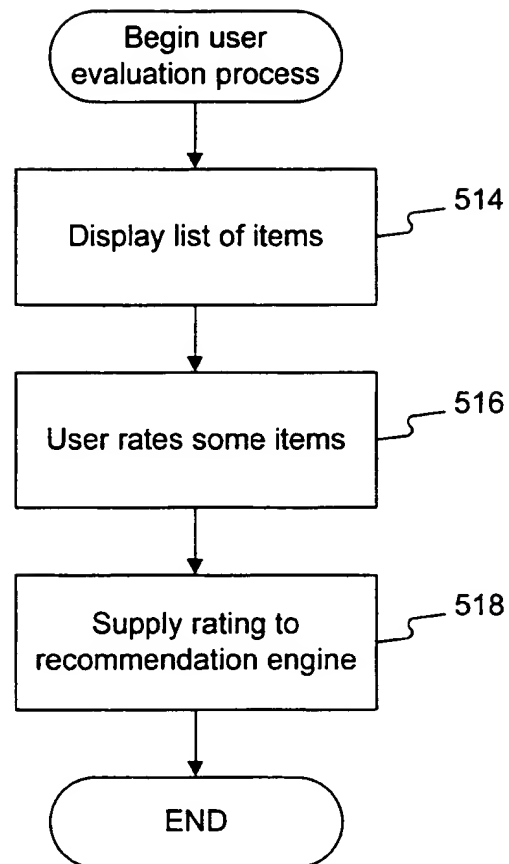 Begin user
evaluation process
514
Display list of items
516
User rates some items
518
Supply rating to
recommendation engine
END